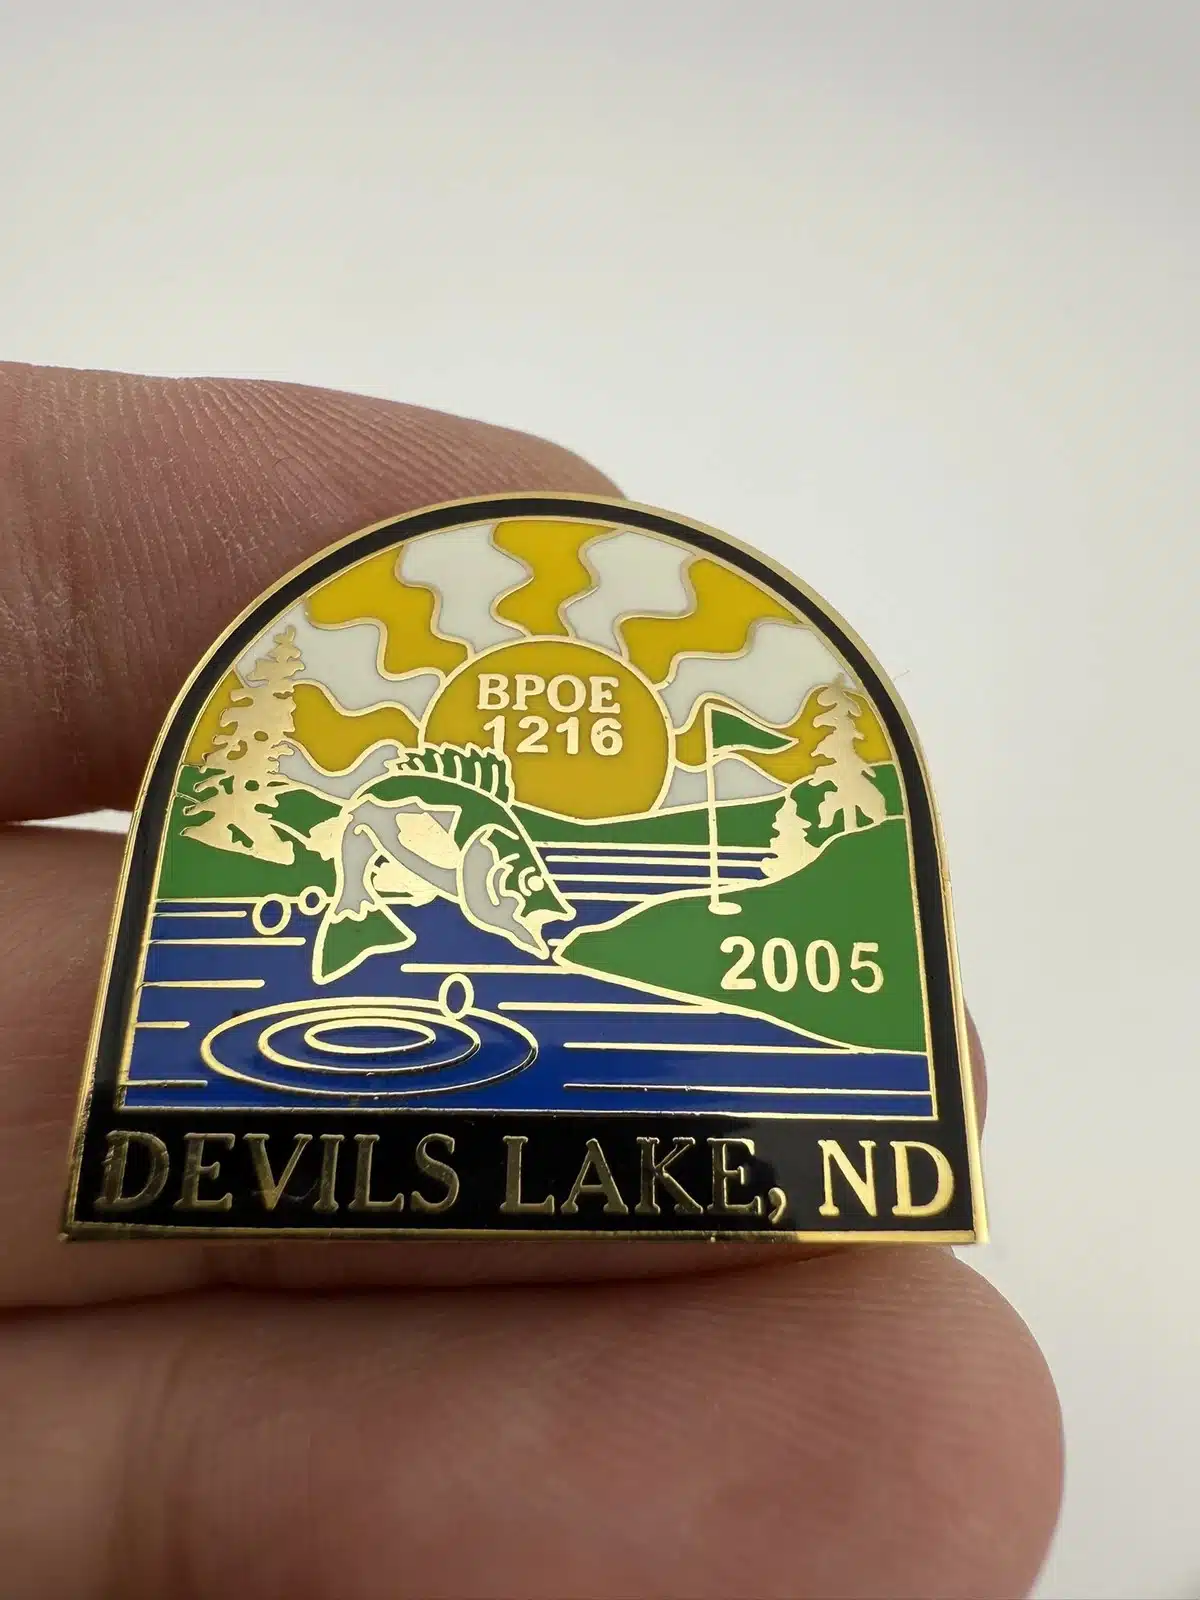 BPOE
1216
2005
DEVILS LAKE, ND